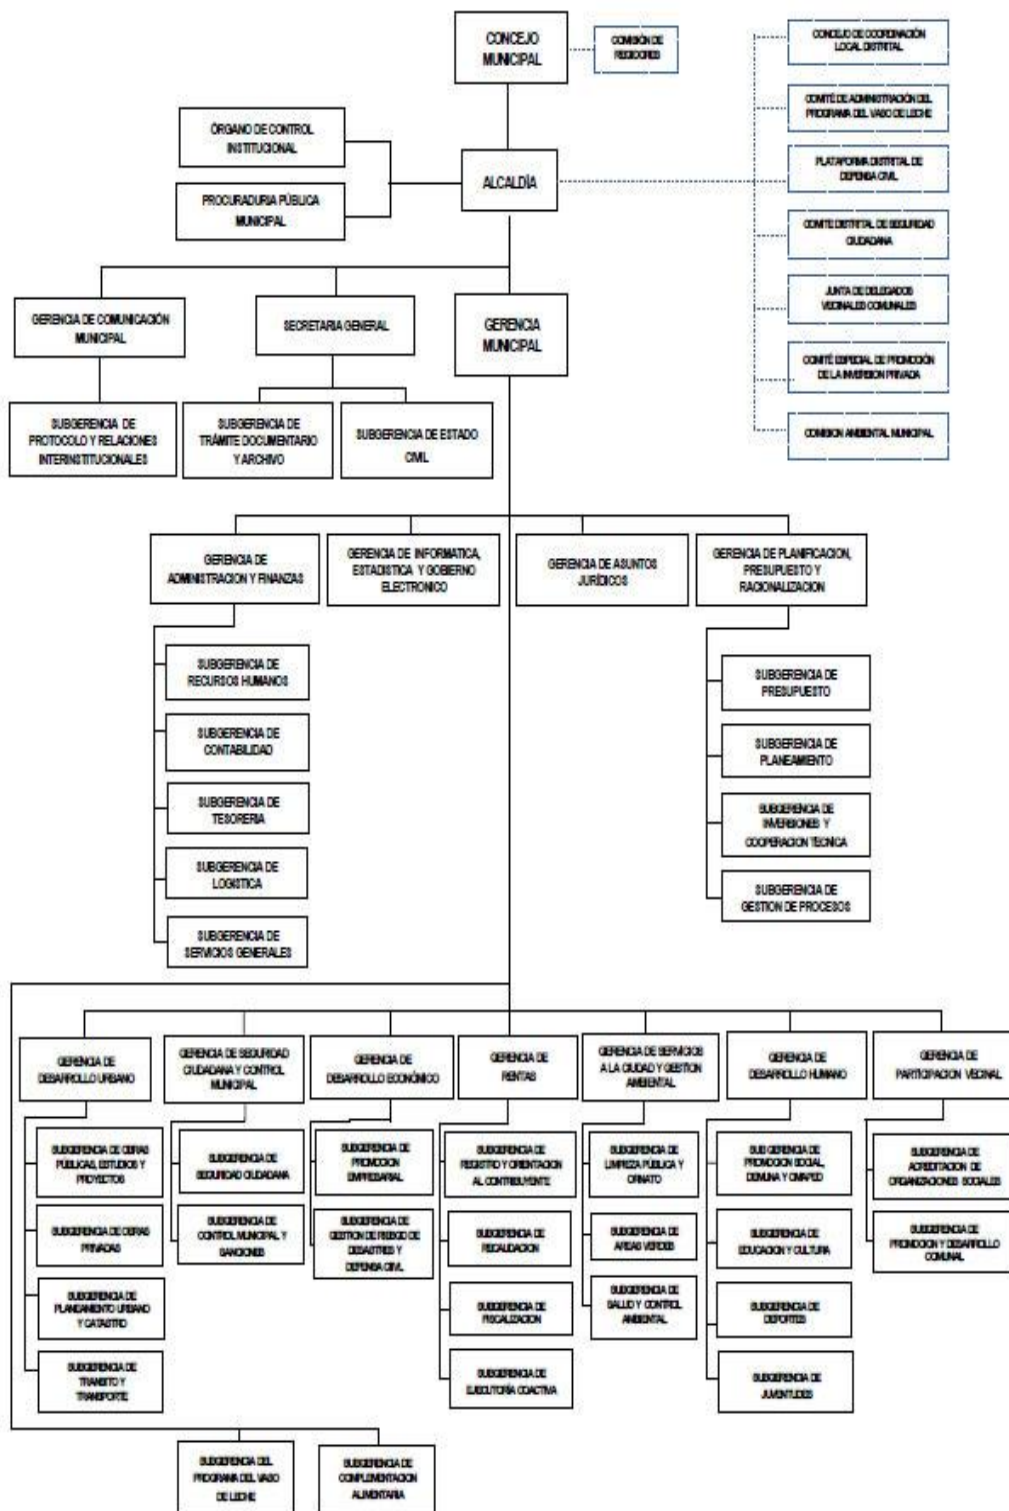 CONCEJO
MUNICIPAL
COMISIÓN DE
REGIDORES
CONCEJO DE COORDINACIÓN
LOCAL DISTRITAL
COMITÉ DE ADMINISTRACIÓN DEL
PROGRAMA DEL VASO DE LECHE
PLATAFORMA DISTRITAL DE
DEFENSA CIVIL
COMITÉ DISTRITAL DE SEGURIDAD
CIUDADANA
JUNTA DE DELEGADOS
VECINALES COMUNALES
COMITÉ ESPECIAL DE PROMOCIÓN
DE LA INVERSION PRIVADA
COMISION AMBIENTAL MUNICIPAL
ÓRGANO DE CONTROL
INSTITUCIONAL
PROCURADURIA PÚBLICA
MUNICIPAL
ALCALDÍA
GERENCIA DE COMUNICACIÓN
MUNICIPAL
SECRETARIA GENERAL
GERENCIA
MUNICIPAL
SUBGERENCIA DE
PROTOCOLO Y RELACIONES
INTERINSTITUCIONALES
SUBGERENCIA DE
TRÁMITE DOCUMENTARIO
Y ARCHIVO
SUBGERENCIA DE ESTADO
CIVIL
GERENCIA DE
ADMINISTRACION Y FINANZAS
GERENCIA DE INFORMATICA,
ESTADISTICA Y GOBIERNO
ELECTRONICO
GERENCIA DE ASUNTOS
JURÍDICOS
GERENCIA DE PLANIFICACION,
PRESUPUESTO Y
RACIONALIZACION
SUBGERENCIA DE
RECURSOS HUMANOS
SUBGERENCIA DE
CONTABILIDAD
SUBGERENCIA DE
TESORERIA
SUBGERENCIA DE
LOGISTICA
SUBGERENCIA DE
SERVICIOS GENERALES
SUBGERENCIA DE
PRESUPUESTO
SUBGERENCIA DE
PLANEAMIENTO
SUBGERENCIA DE
INVERSIONES Y
COOPERACION TECNICA
SUBGERENCIA DE
GESTION DE PROCESOS
GERENCIA DE
DESARROLLO URBANO
GERENCIA DE SEGURIDAD
CIUDADANA Y CONTROL
MUNICIPAL
GERENCIA DE
DESARROLLO ECONÓMICO
GERENCIA DE
RENTAS
GERENCIA DE SERVICIOS
A LA CIUDAD Y GESTION
AMBIENTAL
GERENCIA DE
DESARROLLO HUMANO
GERENCIA DE
PARTICIPACION VECINAL
SUBGERENCIA DE OBRAS
PÚBLICAS, ESTUDIOS Y
PROYECTOS
SUBGERENCIA DE OBRAS
PRIVADAS
SUBGERENCIA DE
PLANEAMIENTO URBANO
Y CATASTRO
SUBGERENCIA DE
TRANSITO Y
TRANSPORTE
SUBGERENCIA DE
SEGURIDAD CIUDADANA
SUBGERENCIA DE
CONTROL MUNICIPAL Y
SANCIONES
SUBGERENCIA DE
PROMOCION
EMPRESARIAL
SUBGERENCIA DE
GESTION DE RIESGO DE
DESASTRES Y
DEFENSA CIVIL
SUBGERENCIA DE
REGISTRO Y ORIENTACION
AL CONTRIBUYENTE
SUBGERENCIA DE
RECAUDACION
SUBGERENCIA DE
FISCALIZACION
SUBGERENCIA DE
EJECUTORÍA COACTIVA
SUBGERENCIA DE
LIMPIEZA PÚBLICA Y
ORNATO
SUBGERENCIA DE
AREAS VERDES
SUBGERENCIA DE
SALUD Y CONTROL
AMBIENTAL
SUBGERENCIA DE
PROMOCION SOCIAL,
DEMUNA Y OMAPED
SUBGERENCIA DE
EDUCACION Y CULTURA
SUBGERENCIA DE
DEPORTES
SUBGERENCIA DE
JUVENTUDES
SUBGERENCIA DE
ACREDITACION DE
ORGANIZACIONES SOCIALES
SUBGERENCIA DE
PROMOCION Y DESARROLLO
COMUNAL
SUBGERENCIA DEL
PROGRAMA DEL VASO
DE LECHE
SUBGERENCIA DE
COMPLEMENTACION
ALIMENTARIA